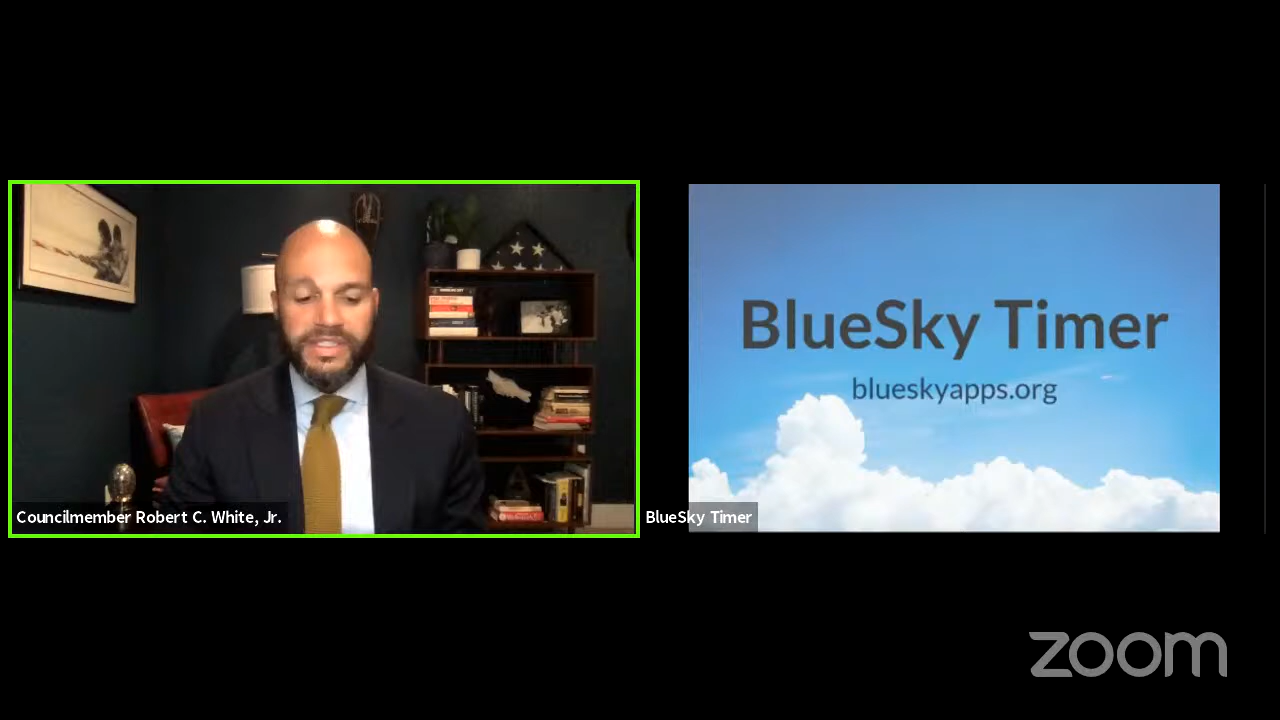 Councilmember Robert C. White, Jr.
BlueSky Timer
blueskyapps.org
BlueSky Timer
zoom